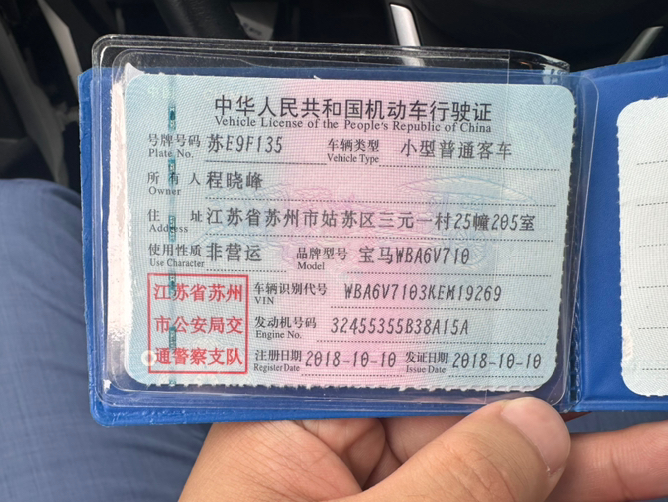 中华人民共和国机动车行驶证
Vehicle License of the People's Republic of China
号牌号码 苏E9F135 车辆类型 小型普通客车
Plate No. Vehicle Type
所有人 程晓峰
Owner
住址 江苏省苏州市姑苏区三元一村25幢205室
Address
使用性质 非营运 品牌型号 宝马WBA6V710
Use Character Model
江苏省苏州
市公安局交
通警察支队
车辆识别代号 WBA6V7103KEM19269
VIN
发动机号码 32455355B38A15A
Engine No.
注册日期 2018-10-10 发证日期 2018-10-10
Register Date Issue Date